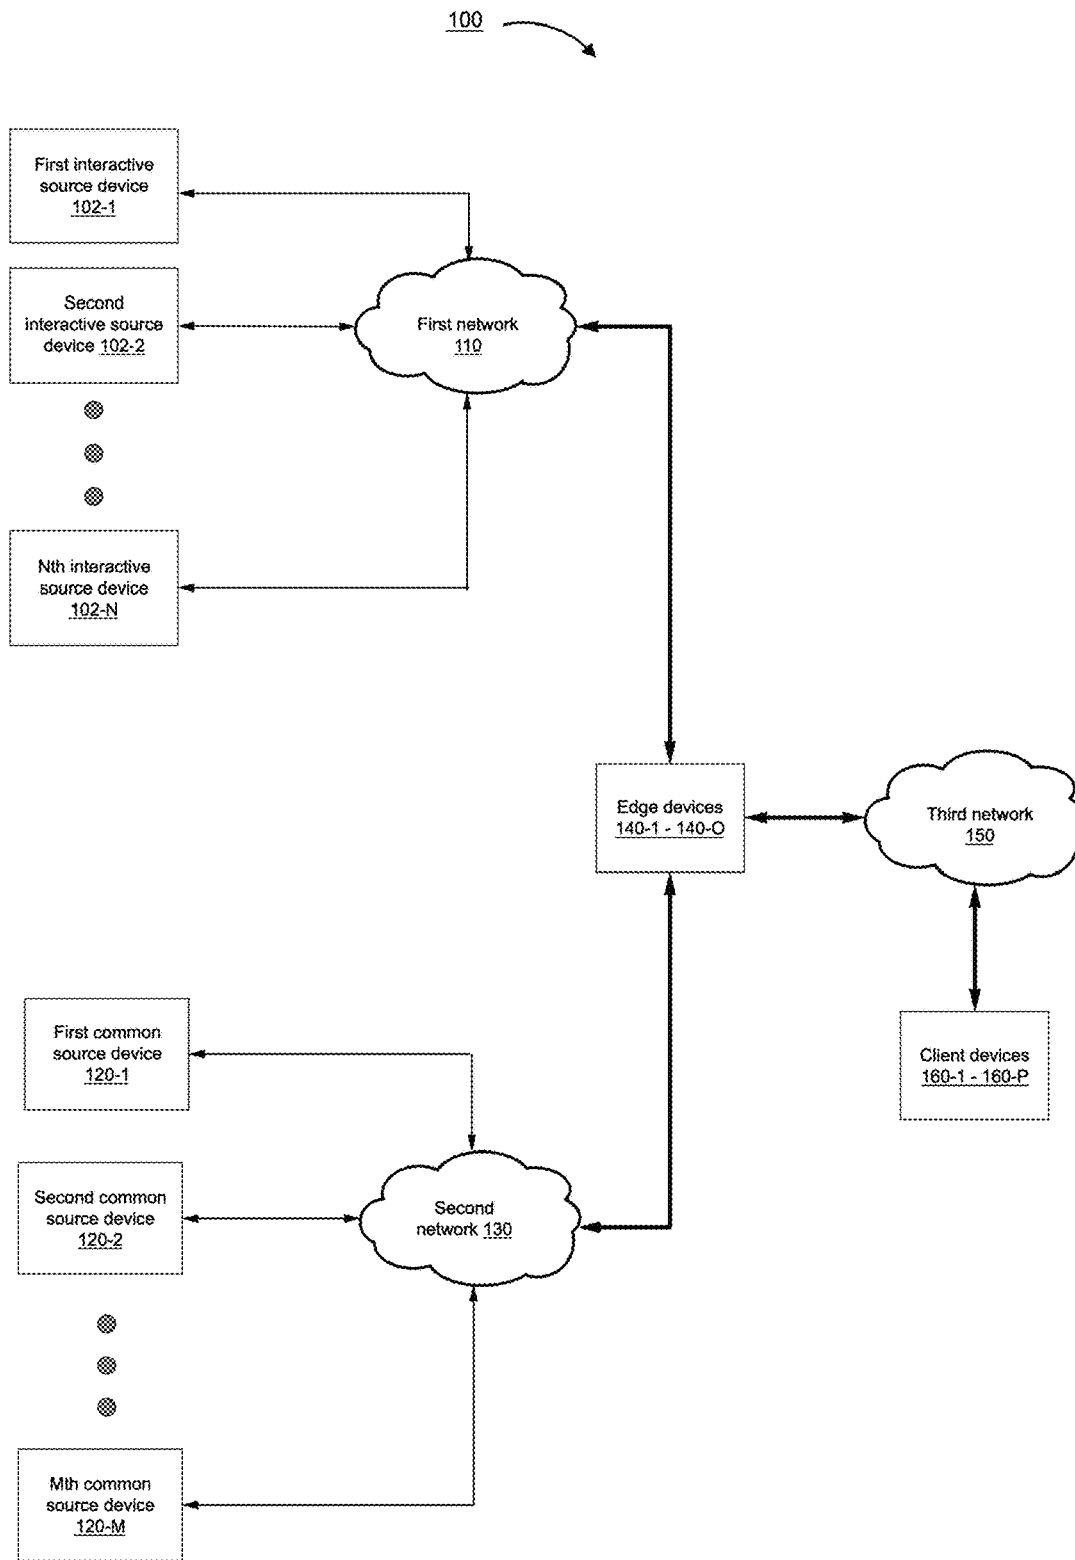 100
First interactive
source device
102-1
Second
interactive source
device 102-2
First network
110
Nth interactive
source device
102-N
Edge devices
140-1 - 140-O
Third network
150
First common
source device
120-1
Client devices
160-1 - 160-P
Second common
source device
120-2
Second
network 130
Mth common
source device
120-M